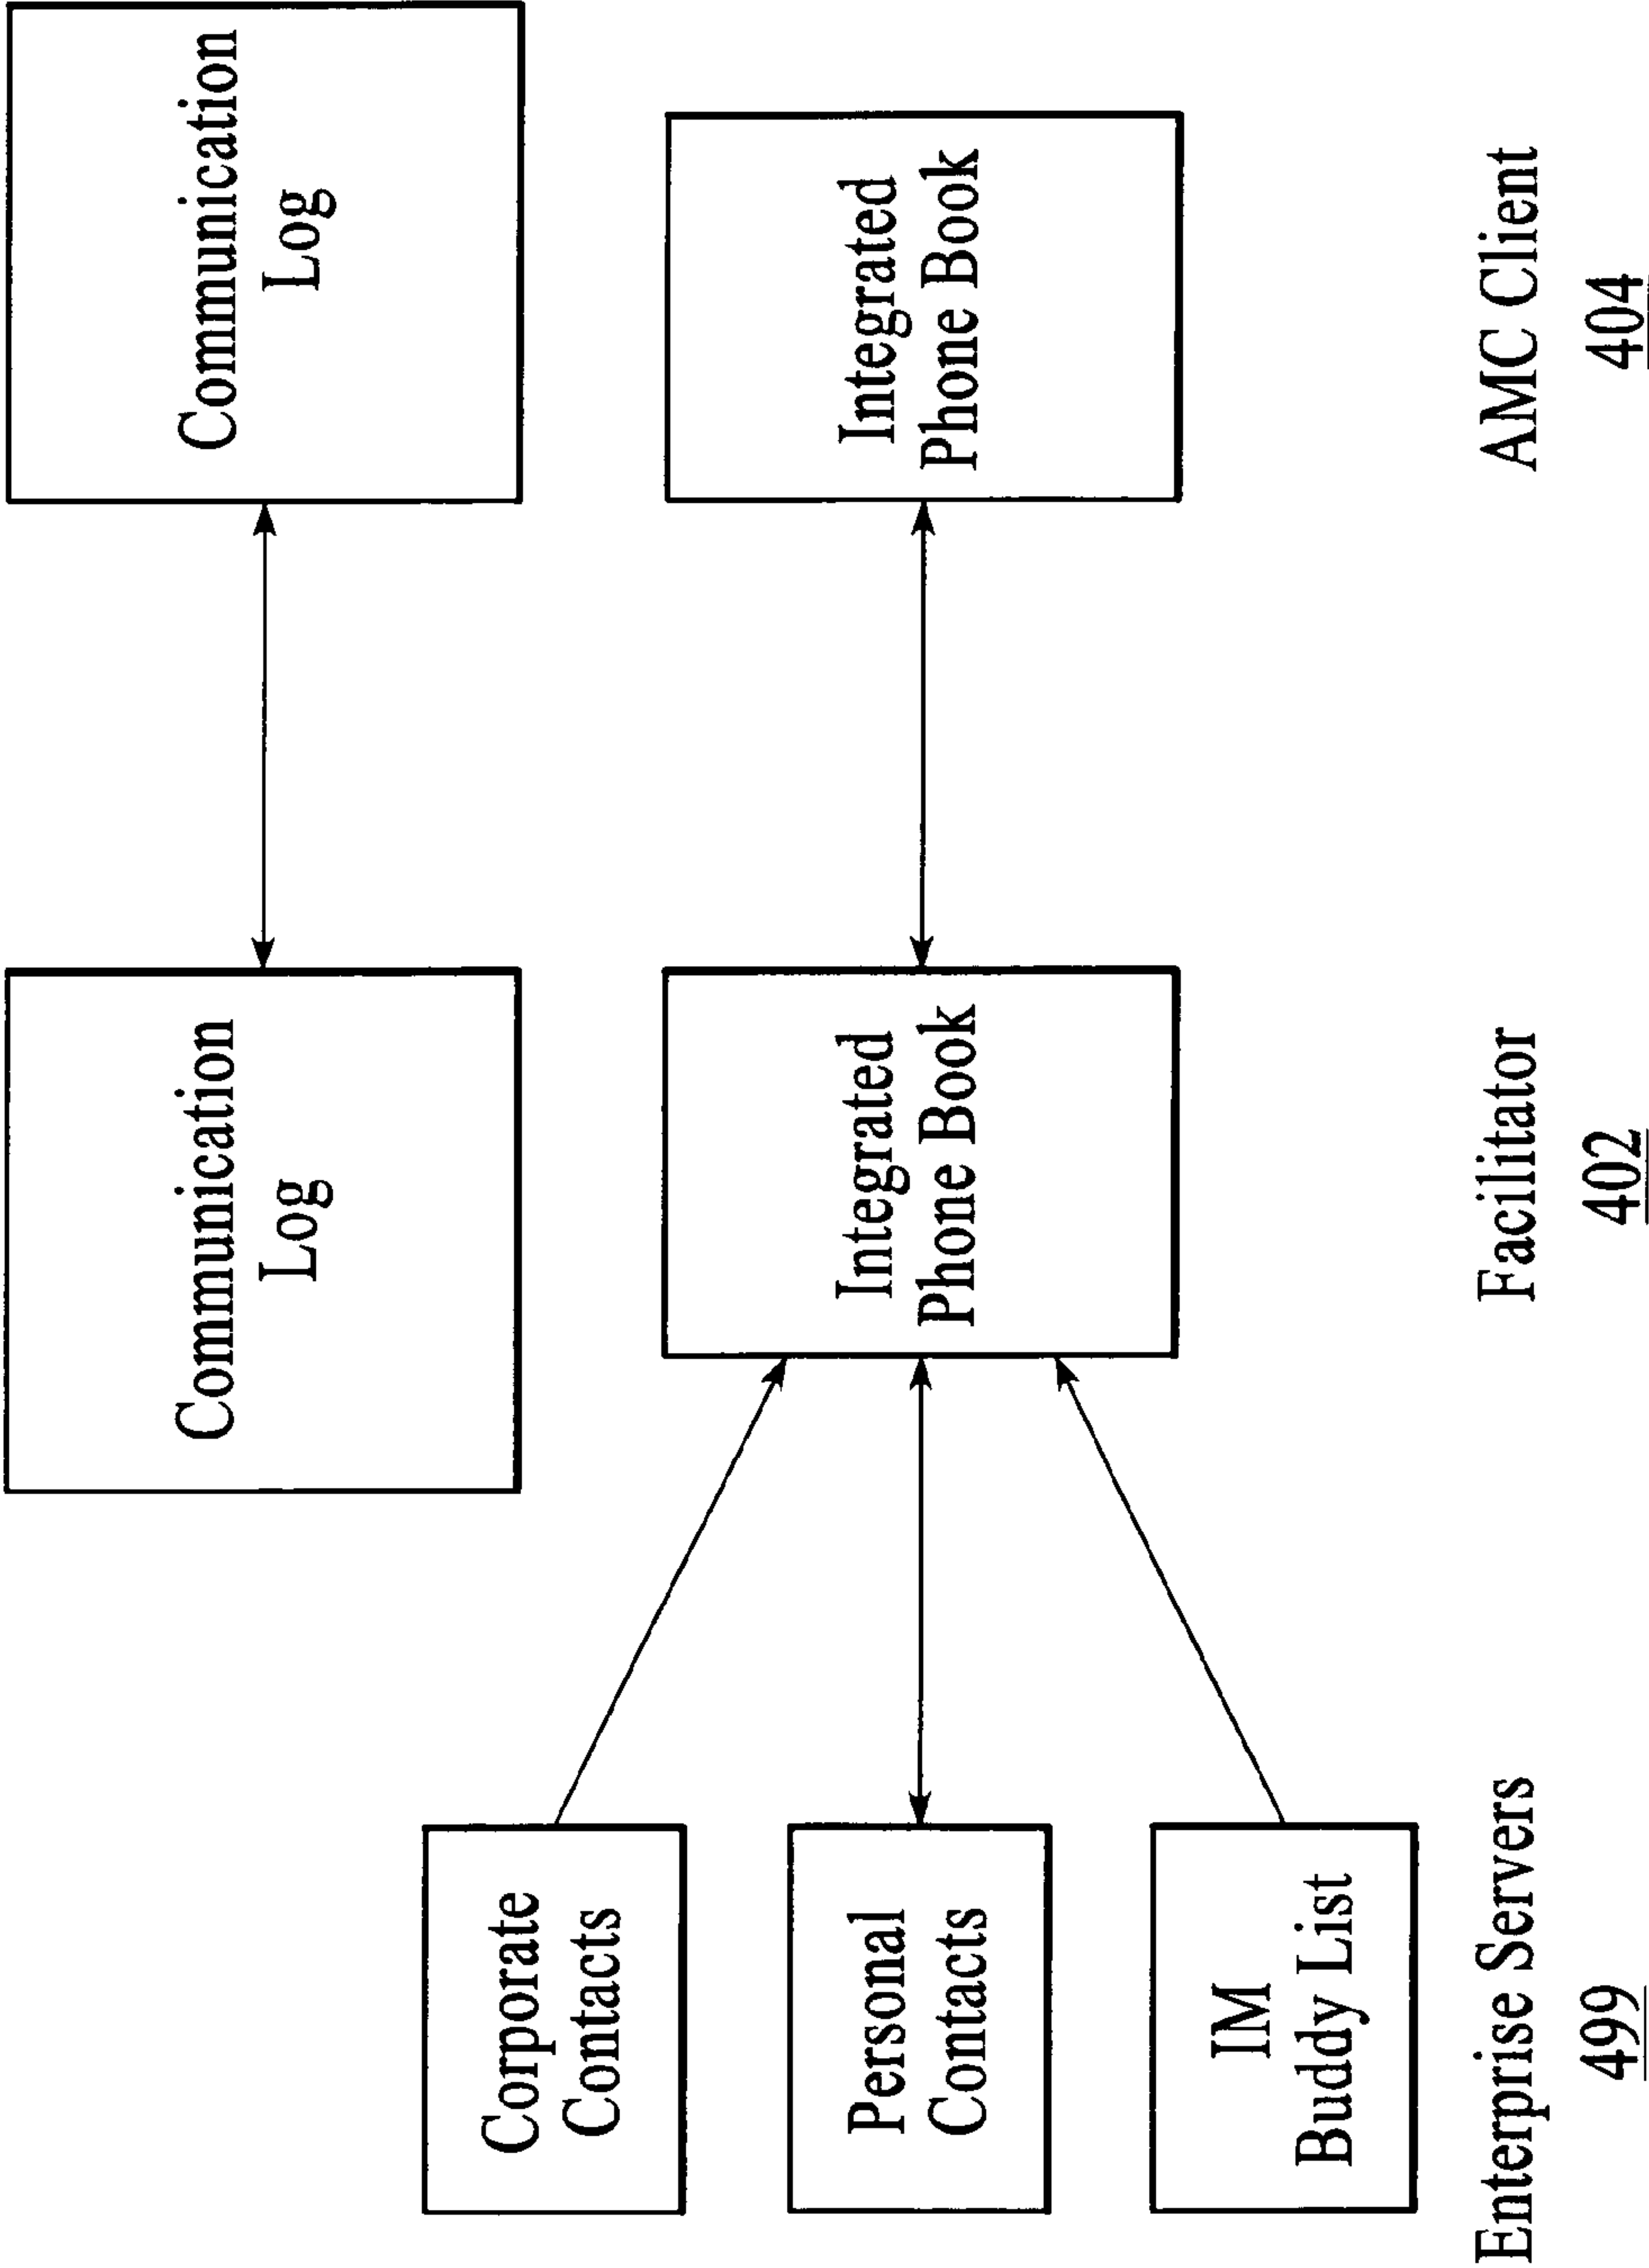 Communication
Log
Communication
Log
Corporate
Contacts
Personal
Contacts
IM
Buddy List
Integrated
Phone Book
Integrated
Phone Book
Enterprise Servers
499
Facilitator
402
AMC Client
404